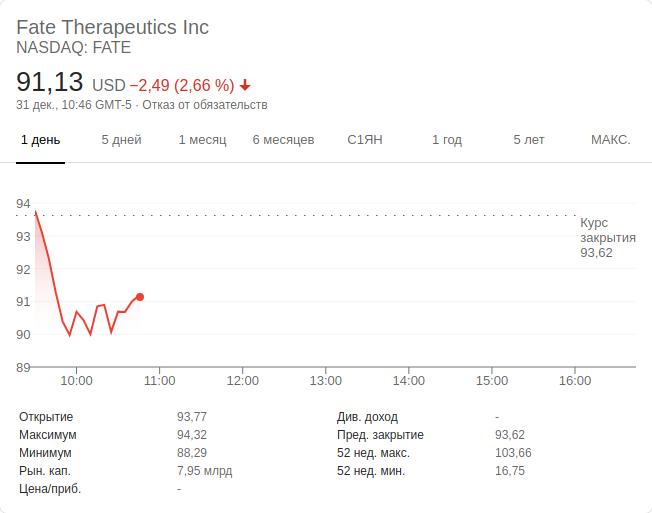 Fate Therapeutics Inc
NASDAQ: FATE
91,13 USD −2,49 (2,66 %)
31 дек., 10:46 GMT-5 · Отказ от обязательств
1 день 5 дней 1 месяц 6 месяцев С1ЯН 1 год 5 лет МАКС.
94
Курс
93
закрытия
93,62
92
91
90
89
10:00 11:00 12:00 13:00 14:00 15:00 16:00
Открытие 93,77 Див. доход -
Максимум 94,32 Пред. закрытие 93,62
Минимум 88,29 52 нед. макс. 103,66
Рын. кап. 7,95 млрд 52 нед. мин. 16,75
Цена/приб. -